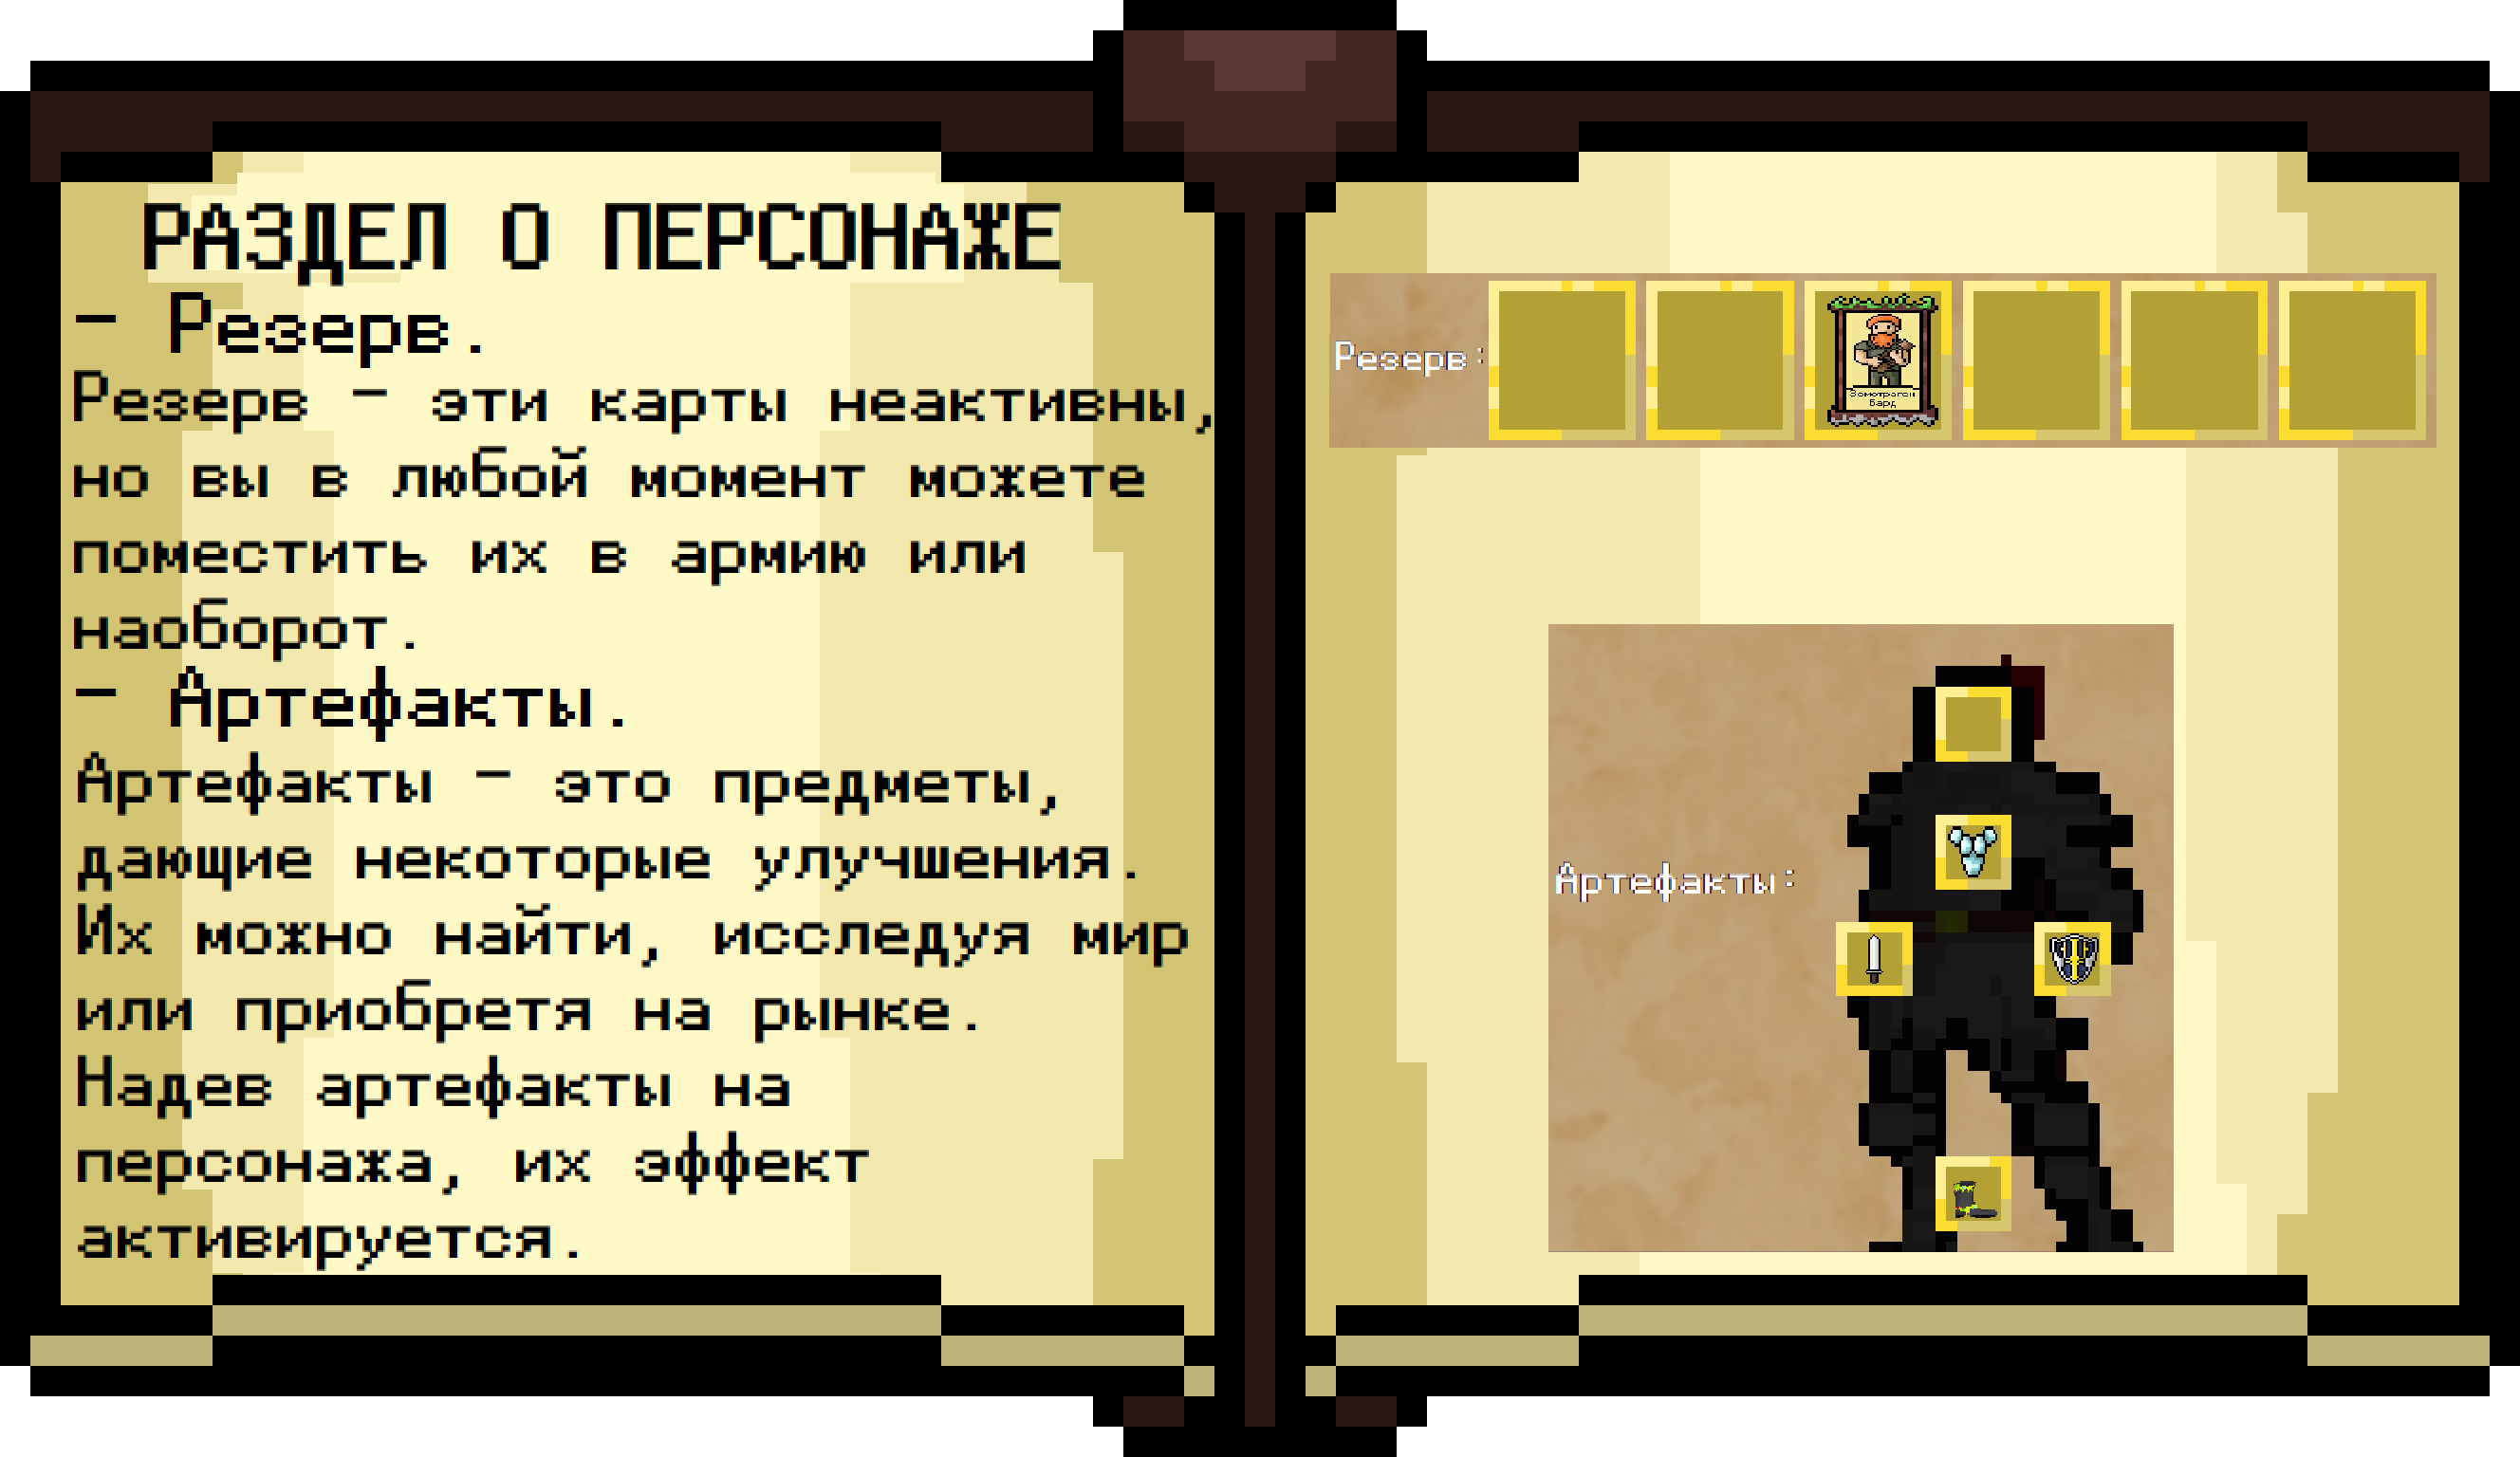 РАЗДЕЛ О ПЕРСОНАЖЕ
- Резерв.
Резерв - эти карты неактивны,
но вы в любой момент можете
поместить их в армию или
наоборот.
- Артефакты.
Артефакты - это предметы,
дающие некоторые улучшения.
Их можно найти, исследуя мир
или приобретя на рынке.
Надев артефакты на
персонажа, их эффект
активируется.
Резерв:
Бард
Артефакты: